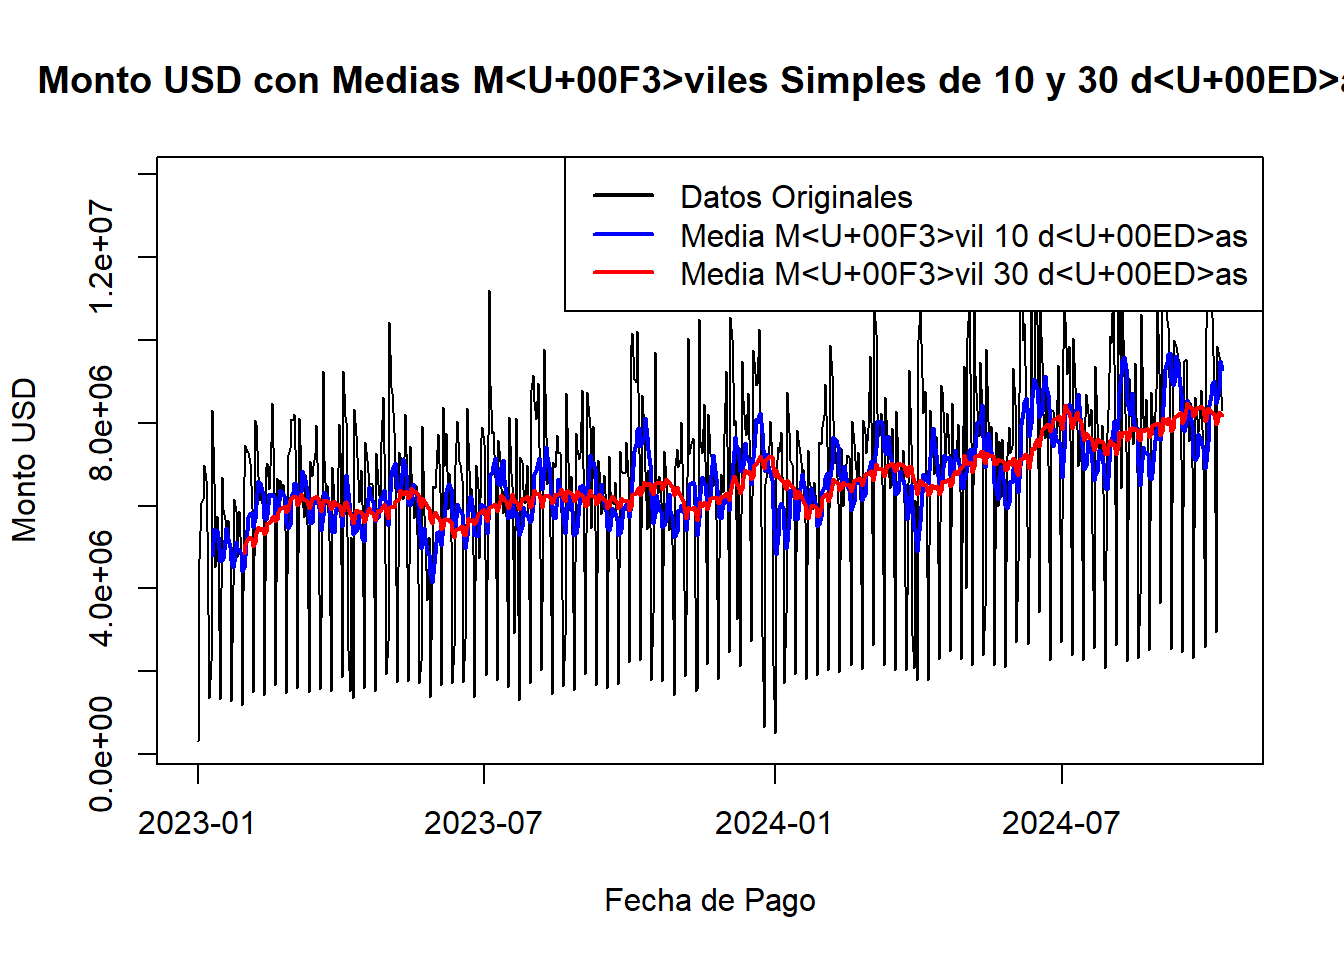 Monto USD con Medias M<U+00F3>viles Simples de 10 y 30 d<U+00ED>a
Datos Originales
Media M<U+00F3>vil 10 d<U+00ED>as
Media M<U+00F3>vil 30 d<U+00ED>as
Monto USD
1.2e+07
8.0e+06
4.0e+06
0.0e+00
2023-01 2023-07 2024-01 2024-07
Fecha de Pago